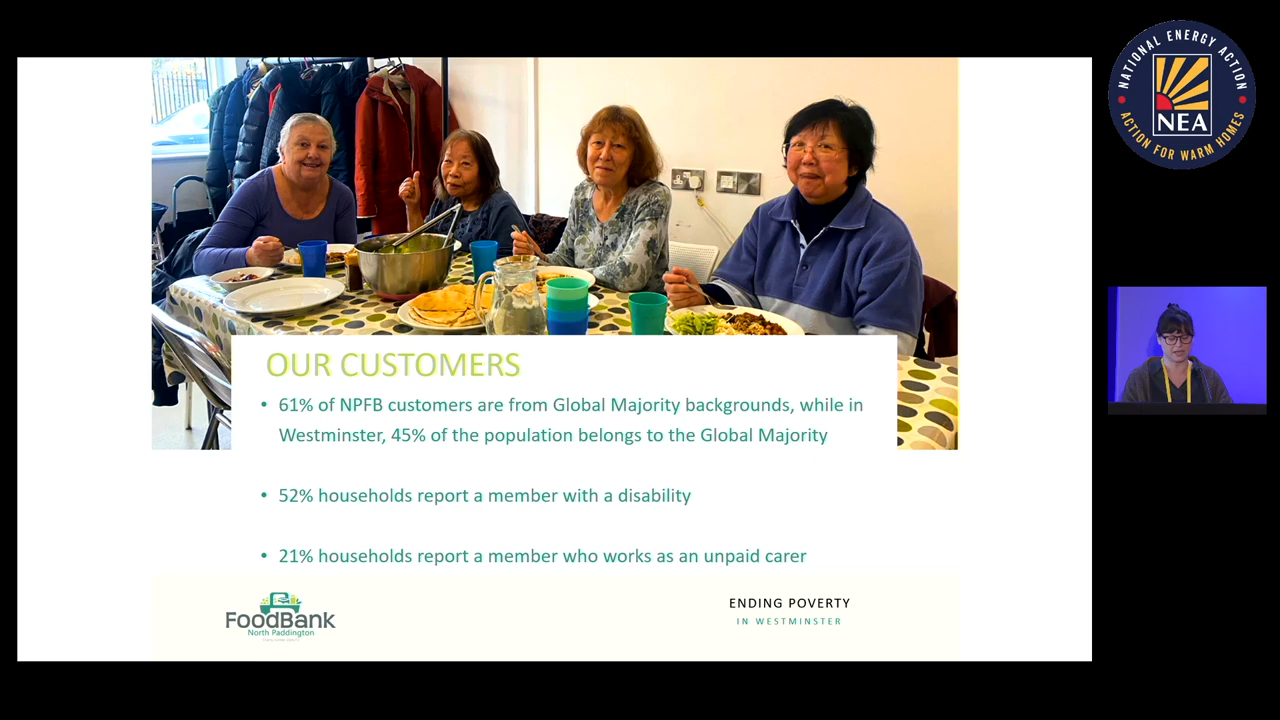 NATIONAL ENERGY ACTION
NEA
ACTION FOR WARM HOMES
OUR CUSTOMERS
• 61% of NPFB customers are from Global Majority backgrounds, while in
Westminster, 45% of the population belongs to the Global Majority
• 52% households report a member with a disability
• 21% households report a member who works as an unpaid carer
FoodBank
North Paddington
ENDING POVERTY
IN WESTMINSTER